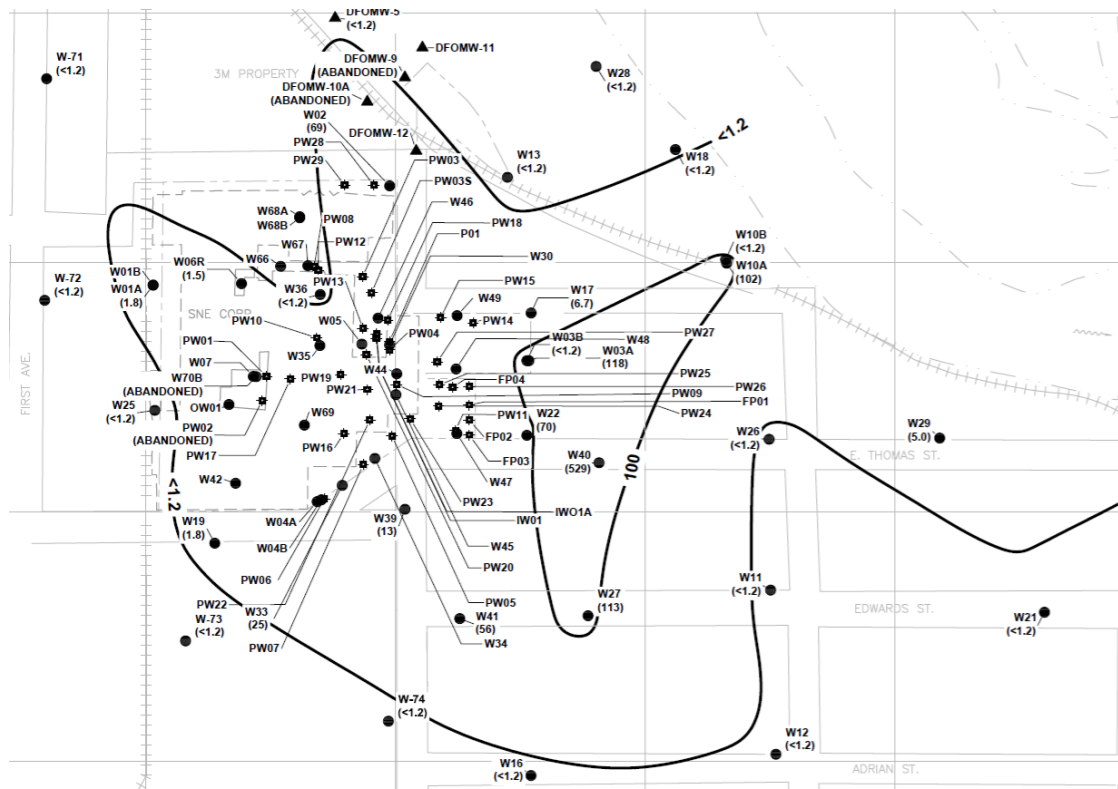 DFOMW-5
(<1.2)
W-71
(<1.2)
DFOMW-11
DFOMW-9
(ABANDONED)
3M PROPERTY
W28
(<1.2)
DFOMW-10A
(ABANDONED)
W02
(69)
DFOMW-12
<1.2
PW28
PW29
PW03
W13
(<1.2)
W18
(<1.2)
PW03S
W46
W68A
W68B
PW08
PW18
PW12
P01
W67
W30
W10B
(<1.2)
W06R
(1.5)
W66
W10A
(102)
W-72
(<1.2)
W01B
W01A
(1.8)
PW13
W36
(<1.2)
PW15
W49
W17
(6.7)
SNE CORP.
PW10
W05
PW14
PW04
PW27
W03B
(<1.2)
W48
PW01
W35
W03A
(118)
W07
W44
PW25
W70B
(ABANDONED)
PW19
FP04
PW26
PW21
PW09
FP01
OW01
W25
(<1.2)
FIRST AVE.
W69
PW11
W22
(70)
PW24
PW02
(ABANDONED)
PW16
FP02
W26
(<1.2)
W29
(5.0)
PW17
FP03
E. THOMAS ST.
W40
(529)
100
W42
<1.2
W47
PW23
W19
(1.8)
W04A
W39
(13)
IWO1A
IW01
W04B
W45
PW20
PW06
W11
(<1.2)
PW22
PW05
W27
(113)
EDWARDS ST.
W33
(25)
W41
(56)
W21
(<1.2)
W-73
(<1.2)
PW07
W34
W-74
(<1.2)
W12
(<1.2)
W16
(<1.2)
ADRIAN ST.